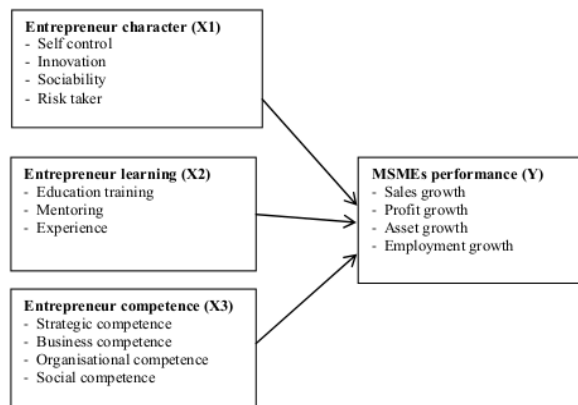 Entrepreneur character (X1)
- Self control
- Innovation
- Sociability
- Risk taker
Entrepreneur learning (X2)
- Education training
- Mentoring
- Experience
Entrepreneur competence (X3)
- Strategic competence
- Business competence
- Organisational competence
- Social competence
MSMEs performance (Y)
- Sales growth
- Profit growth
- Asset growth
- Employment growth